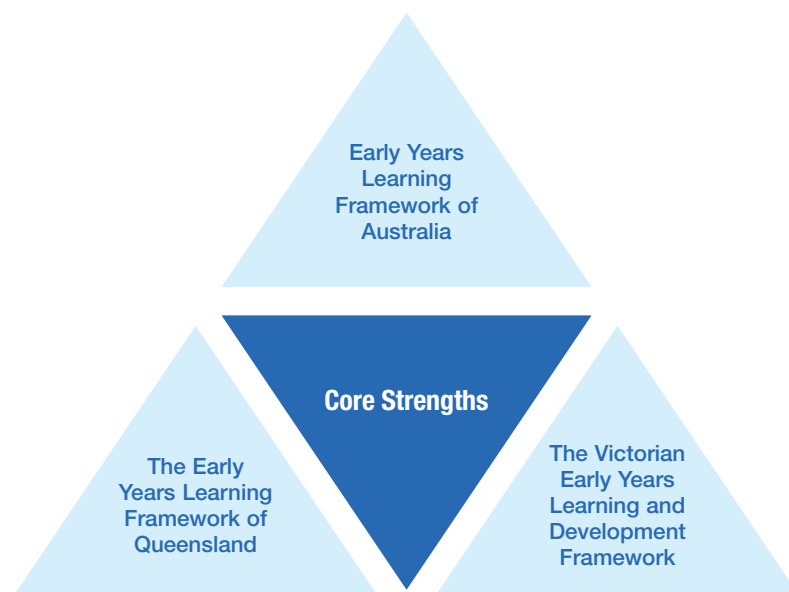 Early Years
Learning
Framework of
Australia
Core Strengths
The Early
Years Learning
Framework of
Queensland
The Victorian
Early Years
Learning and
Development
Framework